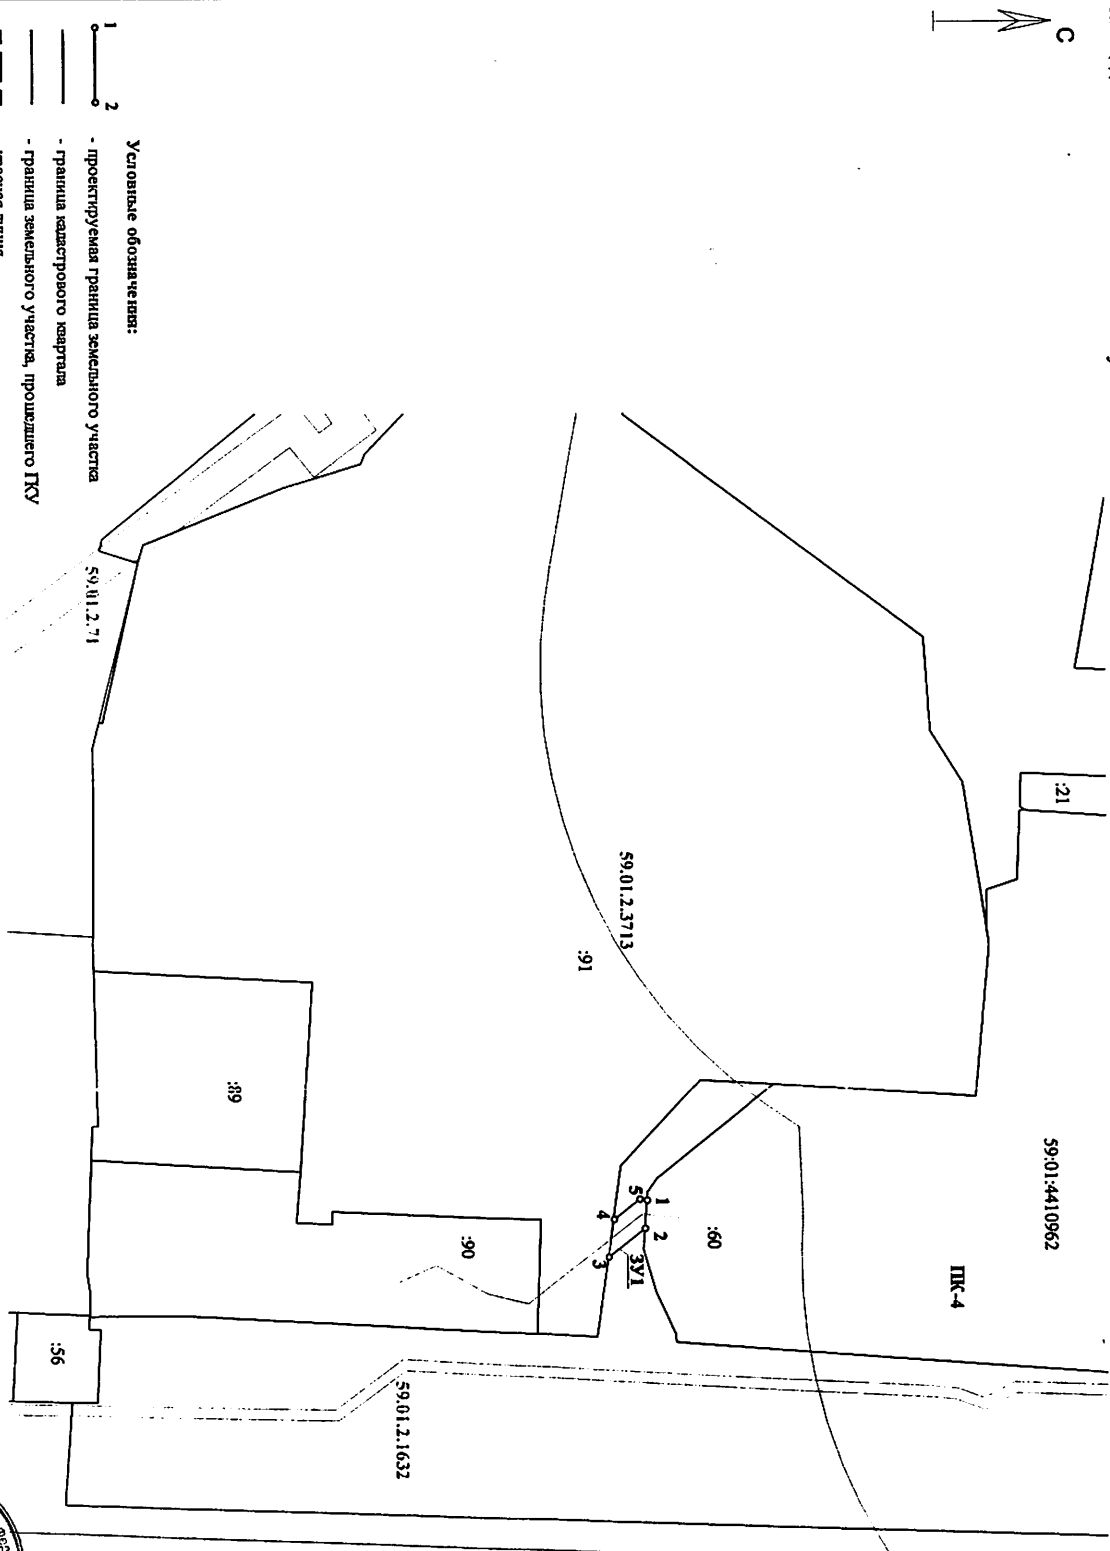 С
:21
59:01:4410962
ПК-4
59.01.2.3713
:91
:60
1
2
3
4
5
ЗУ1
:90
:89
:56
59.01.2.1632
59.01.2.71
Условные обозначения:
1 2 - проектируемая граница земельного участка
- граница кадастрового квартала
- граница земельного участка, прошедшего ГКУ